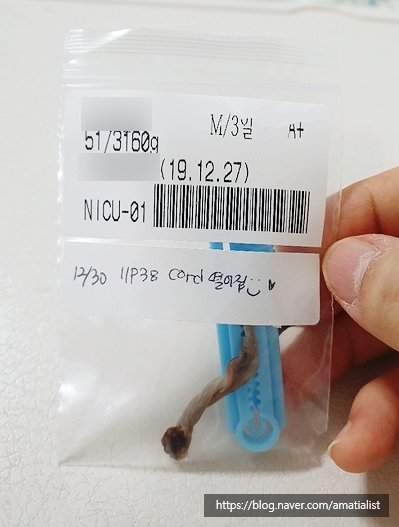 M/3일 A+
51/3160g
(19.12.27)
NICU-01
12/30 11P38 cord 떨어짐
https://blog.naver.com/amatialist